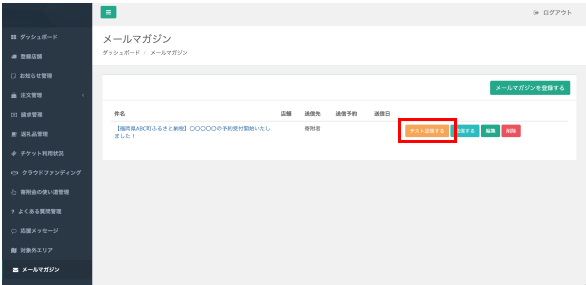 ログアウト
ダッシュボード
登録店舗
お知らせ管理
注文管理
請求管理
返礼品管理
チケット利用状況
クラウドファンディング
寄附金の使い道管理
よくある質問管理
応援メッセージ
対象外エリア
メールマガジン
メールマガジン
ダッシュボード / メールマガジン
メールマガジンを登録する
件名 店舗 送信先 送信予約 送信日
【福岡県ABC町ふるさと納税】〇〇〇〇〇の予約受付開始いたし
ました！
寄附者
テスト送信する 送信する 編集 削除